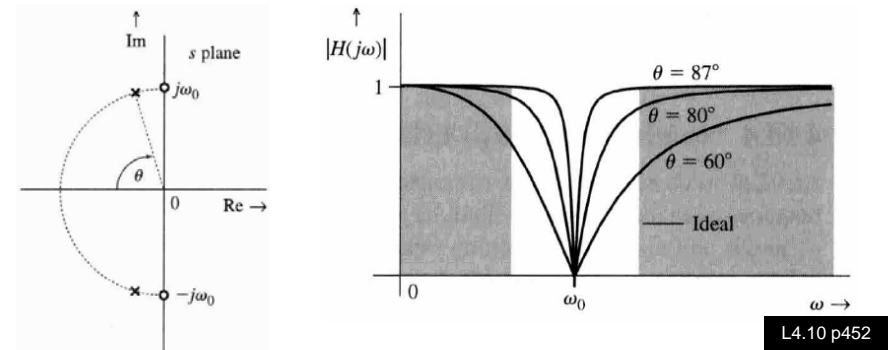 Im
s plane
jω₀
θ
0
Re →
−jω₀
|H(jω)|
1
θ = 87°
θ = 80°
θ = 60°
Ideal
0
ω₀
ω →
L4.10 p452